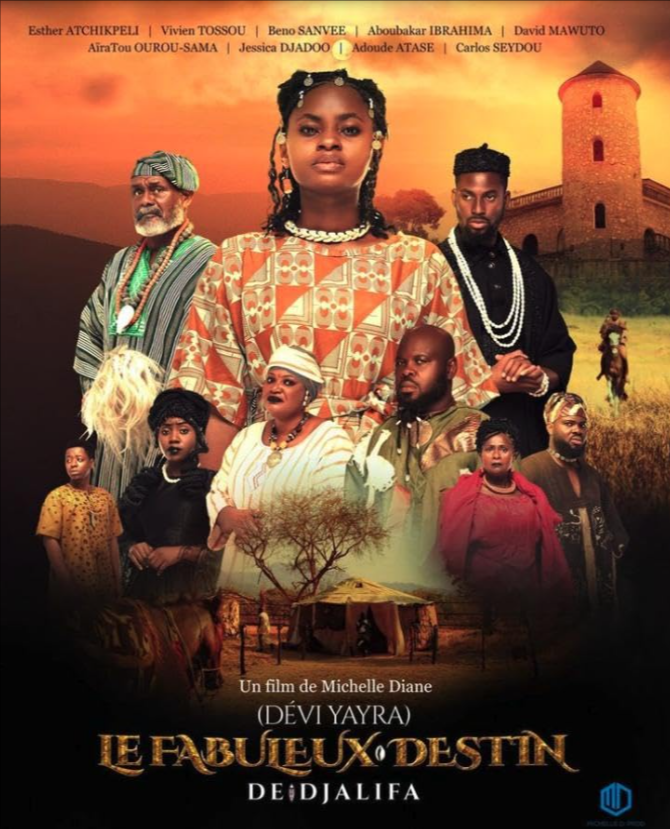 Esther ATCHIKPELI | Vivien TOSSOU | Beno SANVEE | Aboubakar IBRAHIMA | David MAWUTO
AïraTou OUROU-SAMA | Jessica DJADOO | Adoude ATASE | Carlos SEYDOU
Un film de Michelle Diane
(DÉVI YAYRA)
LE FABULEUX DESTIN
DE DJALIFA